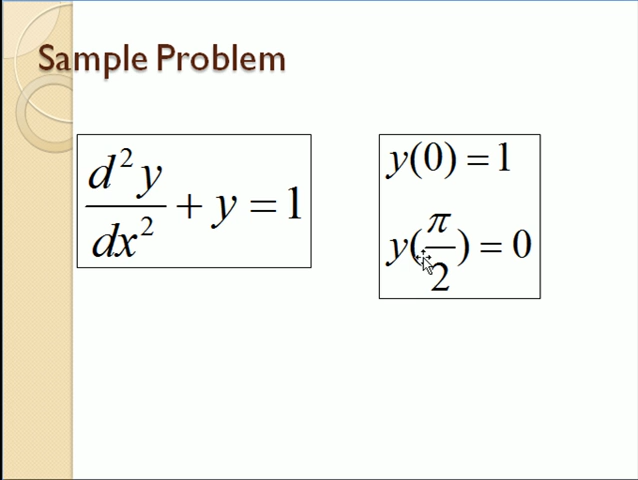 Sample Problem
d²y/dx² + y = 1
y(0) = 1
y(π/2) = 0